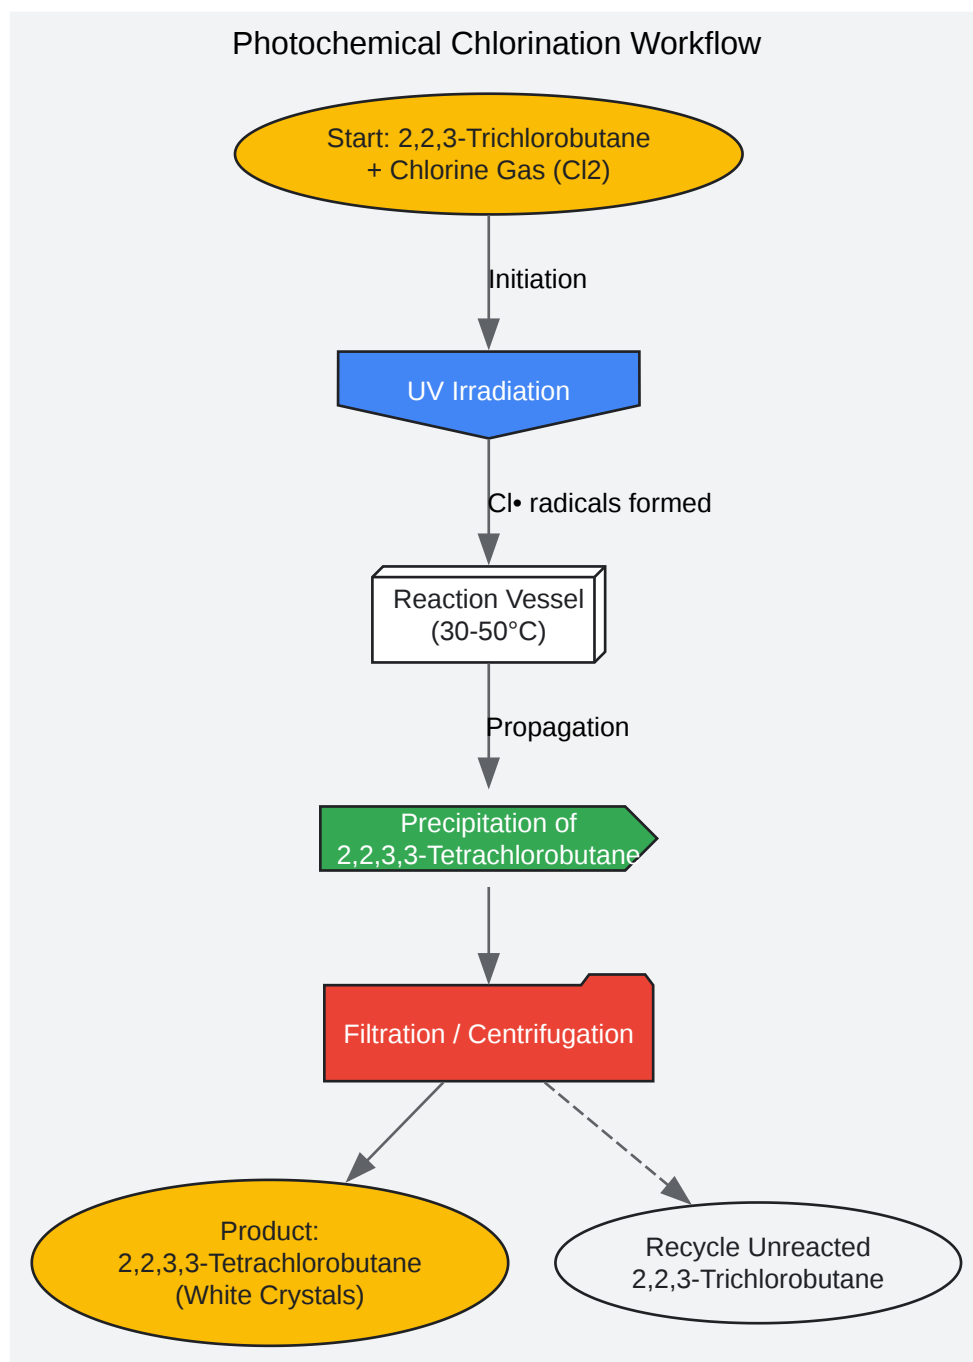 Photochemical Chlorination Workflow
Start: 2,2,3-Trichlorobutane
+ Chlorine Gas (Cl2)
Initiation
UV Irradiation
Cl• radicals formed
Reaction Vessel
(30-50°C)
Propagation
Precipitation of
2,2,3,3-Tetrachlorobutane
Filtration / Centrifugation
Product:
2,2,3,3-Tetrachlorobutane
(White Crystals)
Recycle Unreacted
2,2,3-Trichlorobutane